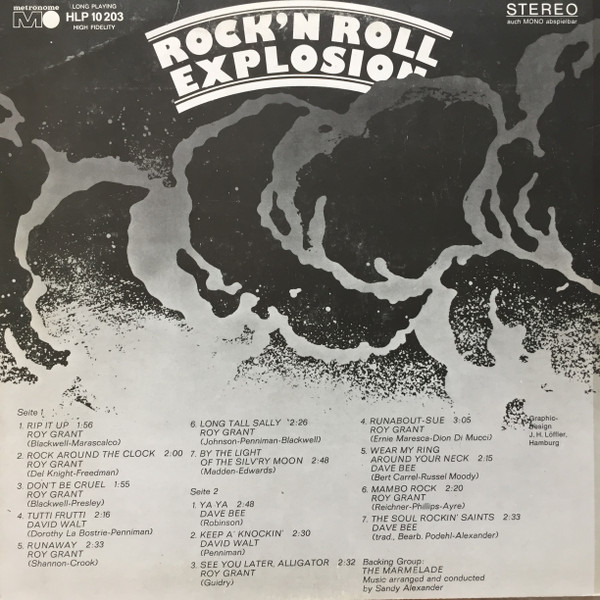 metronome
LONG PLAYING
HLP 10 203
HIGH FIDELITY
ROCK'N ROLL
EXPLOSION
STEREO
auch MONO abspielbar
Seite 1
1. RIP IT UP 1:56
ROY GRANT
(Blackwell-Marascalco)
2. ROCK AROUND THE CLOCK 2:00
ROY GRANT
(Del Knight-Freedman)
3. DON'T BE CRUEL 1:55
ROY GRANT
(Blackwell-Presley)
4. TUTTI FRUTTI 2:16
DAVID WALT
(Dorothy La Bostrie-Penniman)
5. RUNAWAY 2:33
ROY GRANT
(Shannon-Crook)
6. LONG TALL SALLY 2:26
ROY GRANT
(Johnson-Penniman-Blackwell)
7. BY THE LIGHT
OF THE SILV'RY MOON 2:48
(Madden-Edwards)
Seite 2
1. YA YA 2:48
DAVE BEE
(Robinson)
2. KEEP A' KNOCKIN' 2:30
DAVID WALT
(Penniman)
3. SEE YOU LATER, ALLIGATOR 2:32
ROY GRANT
(Guidry)
4. RUNABOUT-SUE 3:05
ROY GRANT
(Ernie Maresca-Dion Di Mucci)
5. WEAR MY RING
AROUND YOUR NECK 2:15
DAVE BEE
(Bert Carrel-Russel Moody)
6. MAMBO ROCK 2:20
ROY GRANT
(Reichner-Phillips-Ayre)
7. THE SOUL ROCKIN' SAINTS 2:33
DAVE BEE
(trad., Bearb. Podehl-Alexander)
Backing Group:
THE MARMELADE
Music arranged and conducted
by Sandy Alexander
Graphic-
Design
J. H. Löffler,
Hamburg